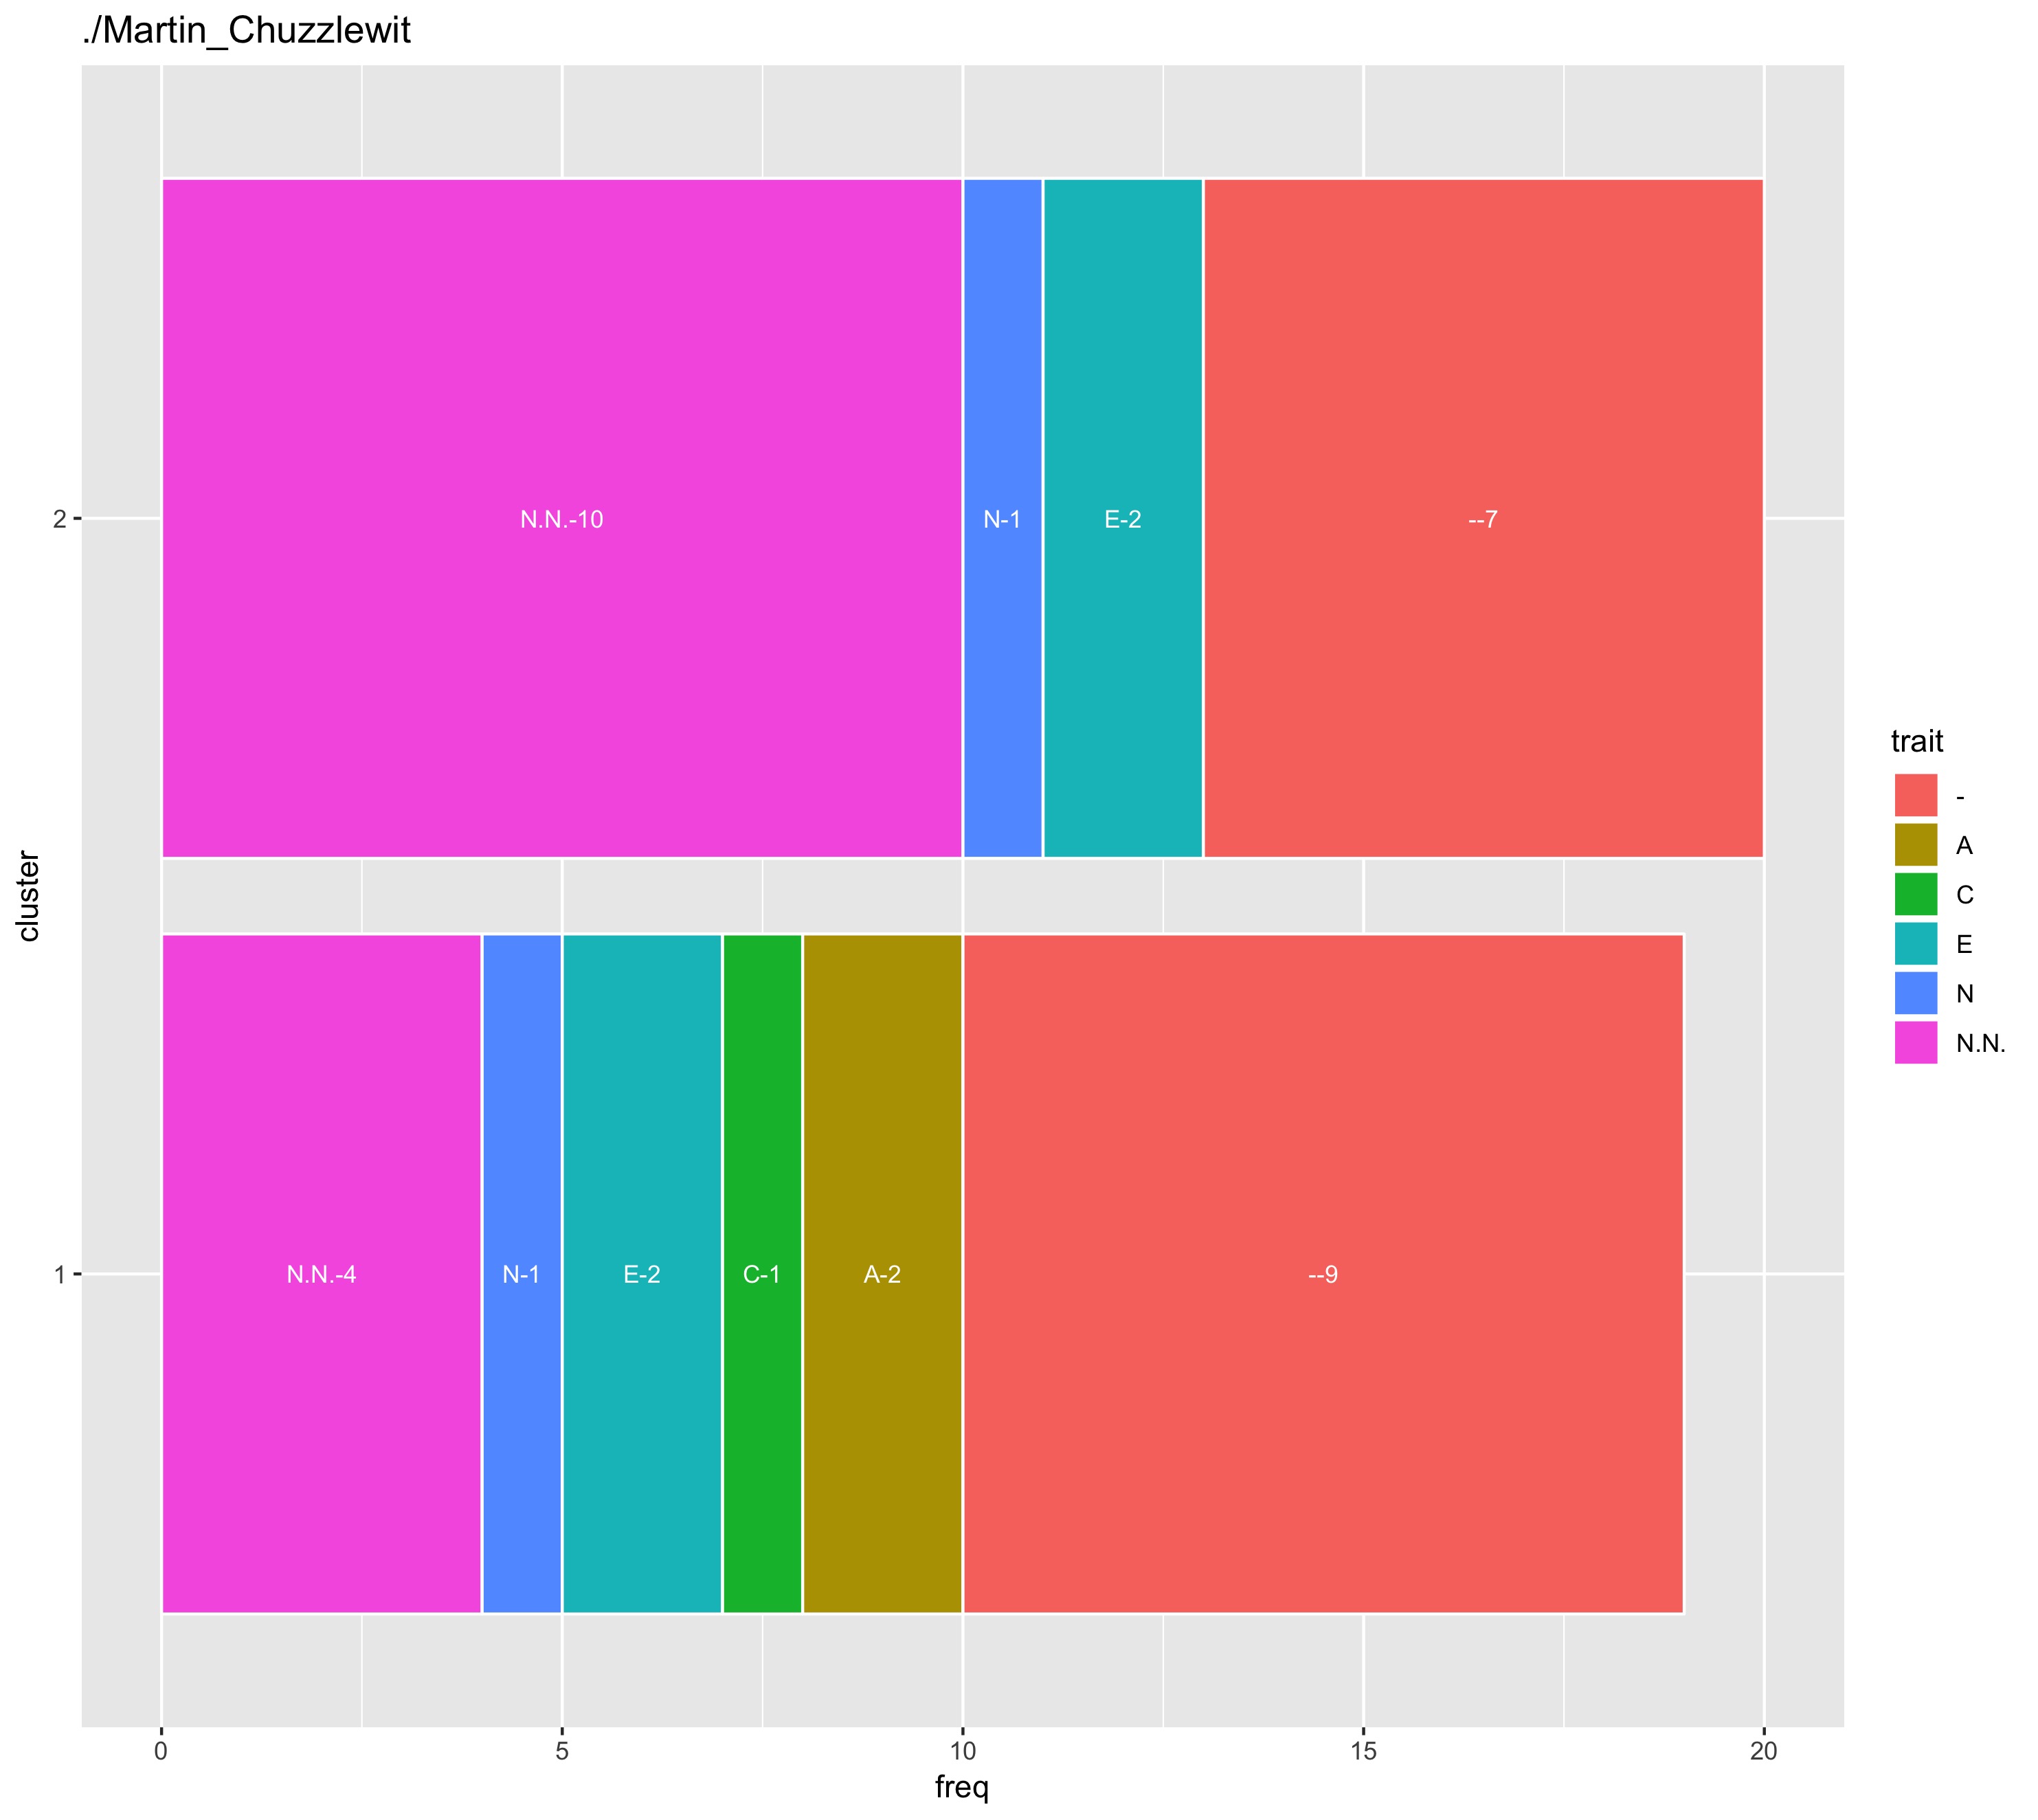 ./Martin_Chuzzlewit
cluster
2
N.N.-10 N-1 E-2 --7
1
N.N.-4 N-1 E-2 C-1 A-2 --9
0 5 10 15 20
freq
trait
-
A
C
E
N
N.N.